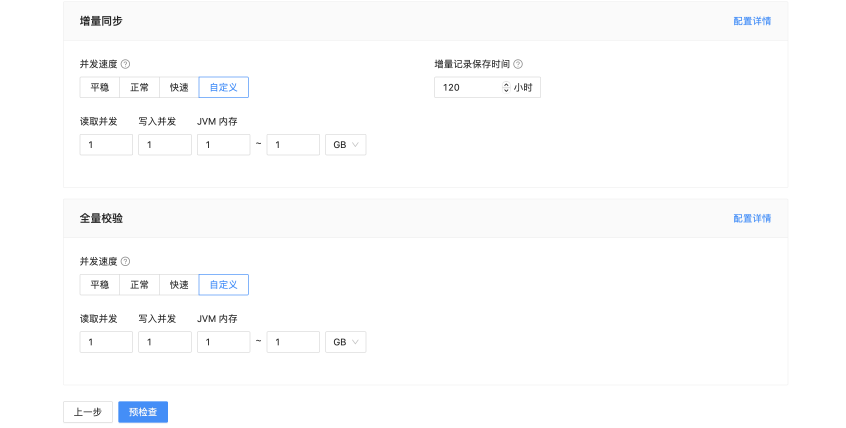 增量同步 配置详情
并发速度 增量记录保存时间
平稳 正常 快速 自定义 120 小时
读取并发 写入并发 JVM 内存
1 1 1 ~ 1 GB
全量校验 配置详情
并发速度
平稳 正常 快速 自定义
读取并发 写入并发 JVM 内存
1 1 1 ~ 1 GB
上一步 预检查